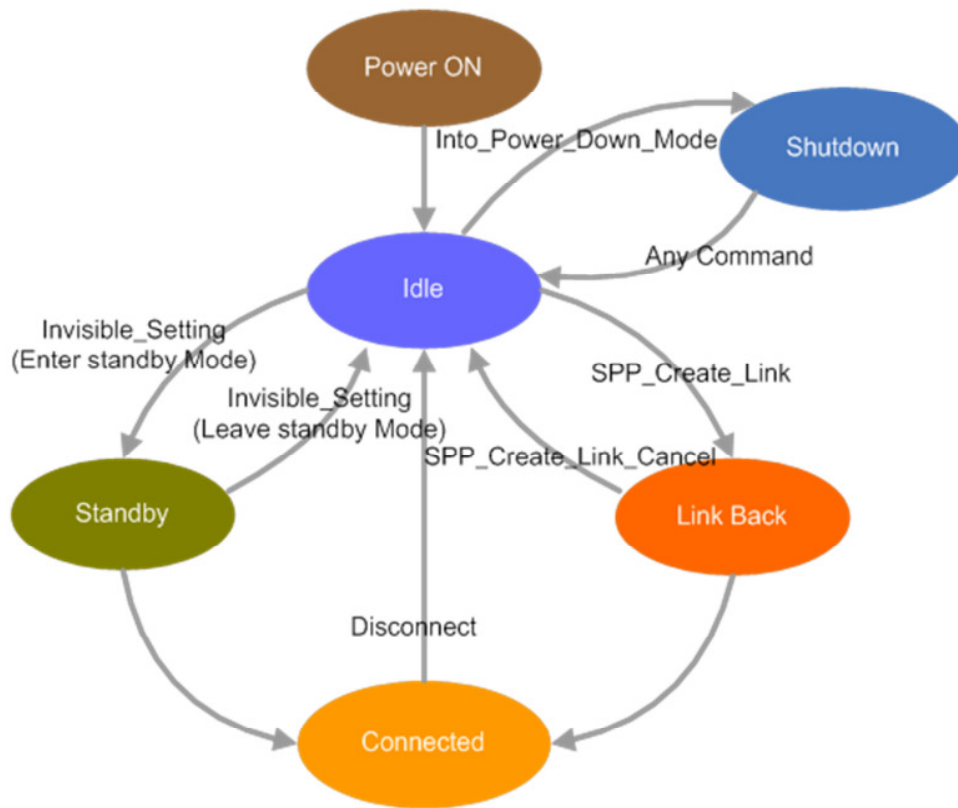 Power ON
Into_Power_Down_Mode
Shutdown
Any Command
Idle
Invisible_Setting
(Enter standby Mode)
SPP_Create_Link
Invisible_Setting
(Leave standby Mode)
SPP_Create_Link_Cancel
Standby
Link Back
Disconnect
Connected